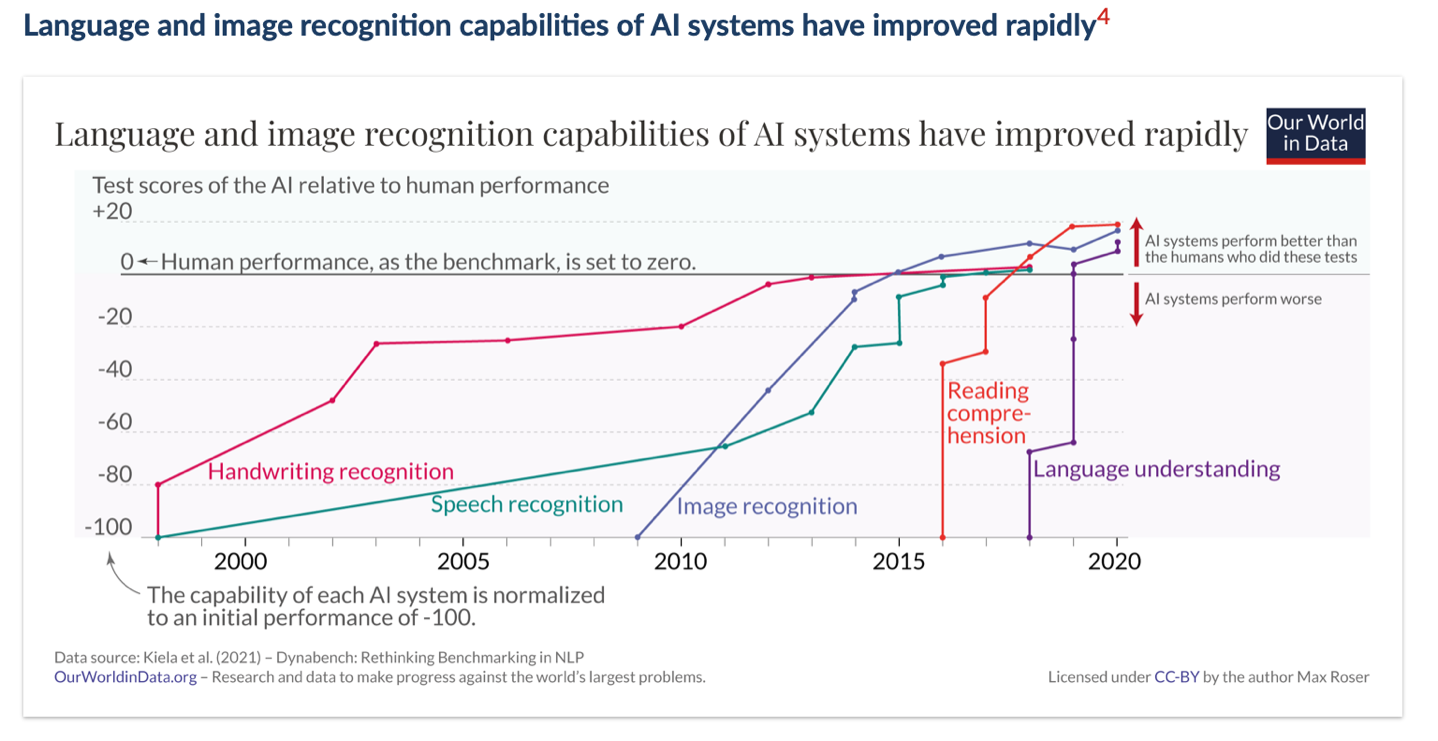 Language and image recognition capabilities of AI systems have improved rapidly4
Language and image recognition capabilities of AI systems have improved rapidly
Our World
in Data
Test scores of the AI relative to human performance
+20
0
Human performance, as the benchmark, is set to zero.
AI systems perform better than
the humans who did these tests
AI systems perform worse
-20
-40
-60
-80
-100
Handwriting recognition
Speech recognition
Image recognition
Reading
compre-
hension
Language understanding
2000
2005
2010
2015
2020
The capability of each AI system is normalized
to an initial performance of -100.
Data source: Kiela et al. (2021) – Dynabench: Rethinking Benchmarking in NLP
OurWorldinData.org – Research and data to make progress against the world's largest problems.
Licensed under CC-BY by the author Max Roser